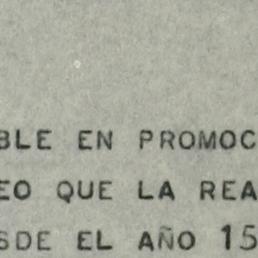 BLE EN PROMOC
EO QUE LA REA
SDE EL AÑO 15